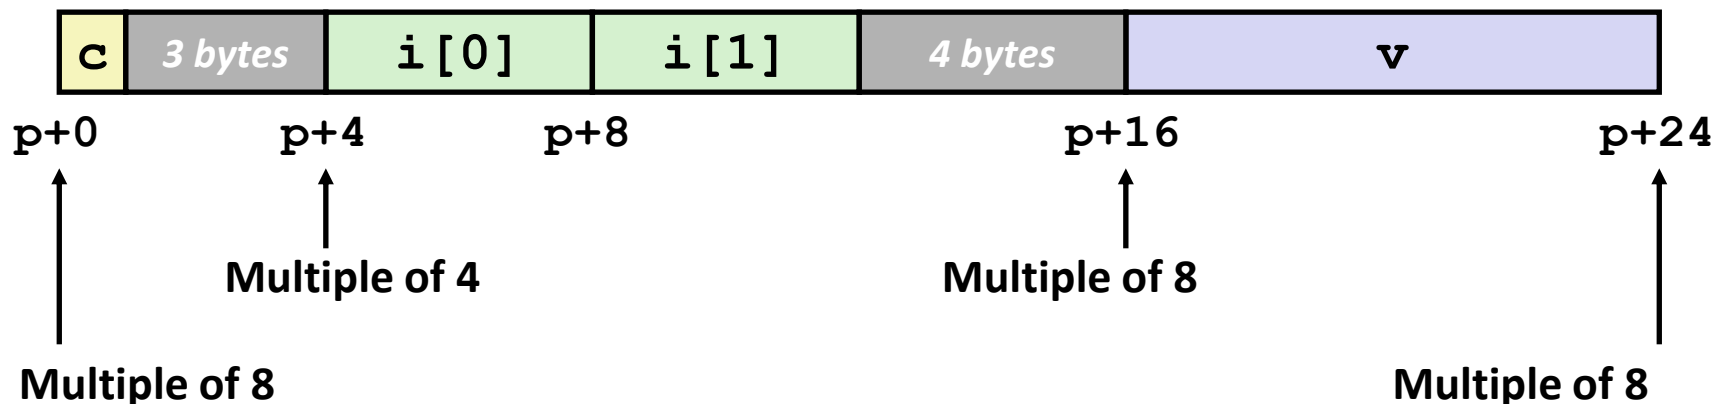 c 3 bytes i[0] i[1] 4 bytes v
p+0 p+4 p+8 p+16 p+24
Multiple of 4 Multiple of 8
Multiple of 8 Multiple of 8